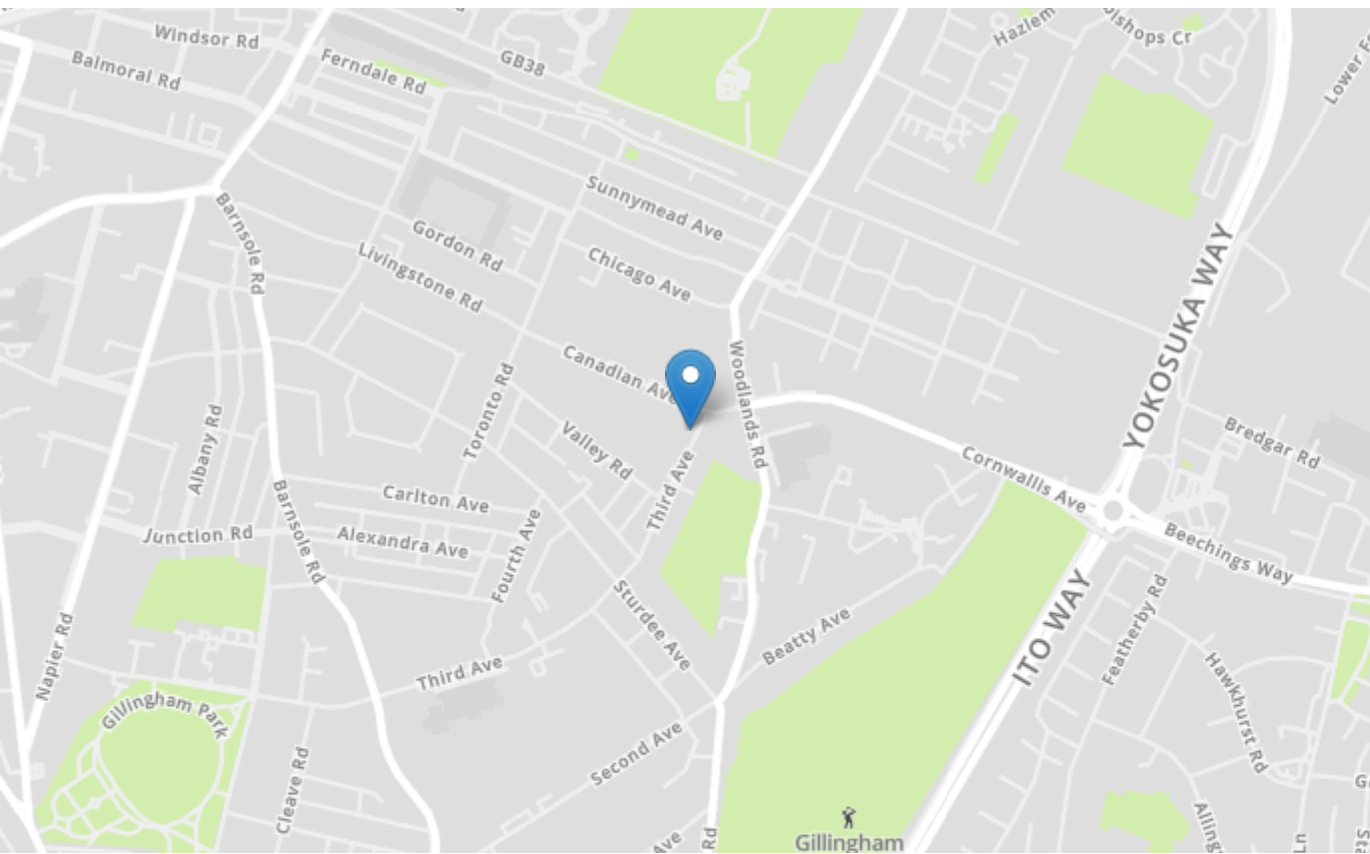 Windsor Rd
Balmoral Rd
Ferndale Rd
GB38
Hazlem
ishops Cr
Lower
Sunnymead Ave
Barnsole Rd
Gordon Rd
Livingstone Rd
Chicago Ave
YOKOSUKA WAY
Canadian Ave
Woodlands Rd
Toronto Rd
Albany Rd
Valley Rd
Bredgar Rd
Cornwallis Ave
Third Ave
Carlton Ave
Barnsole Rd
Junction Rd
Alexandra Ave
Fourth Ave
Beechings Way
ITO WAY
Featherby Rd
Sturdee Ave
Beatty Ave
Napier Rd
Third Ave
Hawkhurst Rd
Gillingham Park
Second Ave
Cleave Rd
Alling
Ave
Rd
Gillingham
Ln